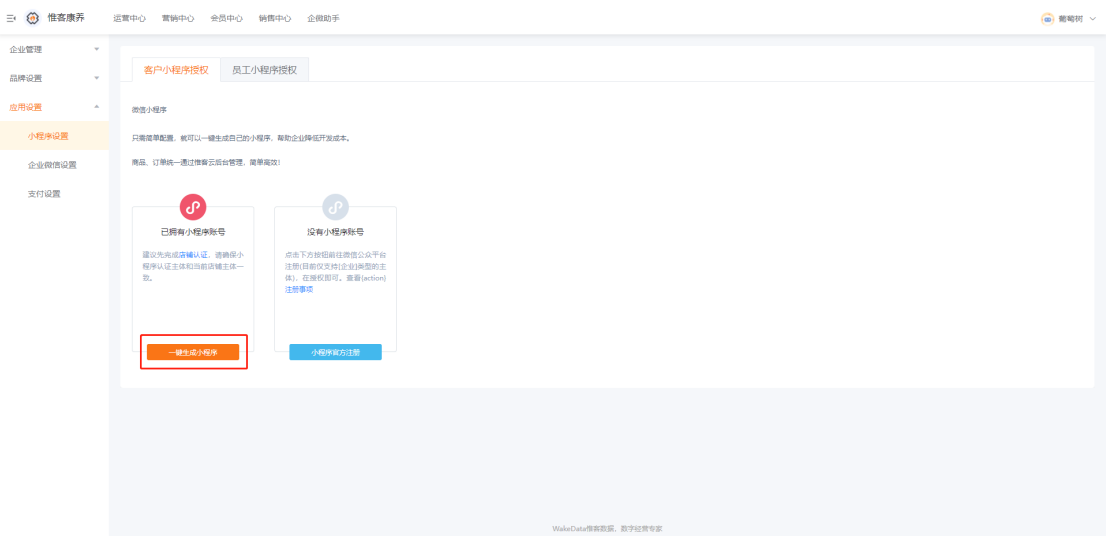 惟客康养
运营中心 营销中心 会员中心 销售中心 企微助手
葡萄树
企业管理
品牌设置
应用设置
小程序设置
企业微信设置
支付设置
客户小程序授权 员工小程序授权
微信小程序
只需简单配置，就可以一键生成自己的小程序，帮助企业降低开发成本。
商品、订单统一通过惟客云后台管理，简单高效！
已拥有小程序账号
建议先完成店铺认证，请确保小
程序认证主体和当前店铺主体一
致。
一键生成小程序
没有小程序账号
点击下方按钮前往微信公众平台
注册(目前仅支持[企业]类型的主
体)，在授权即可。查看{action}
注册事项
小程序官方注册
WakeData惟客数据，数字经营专家